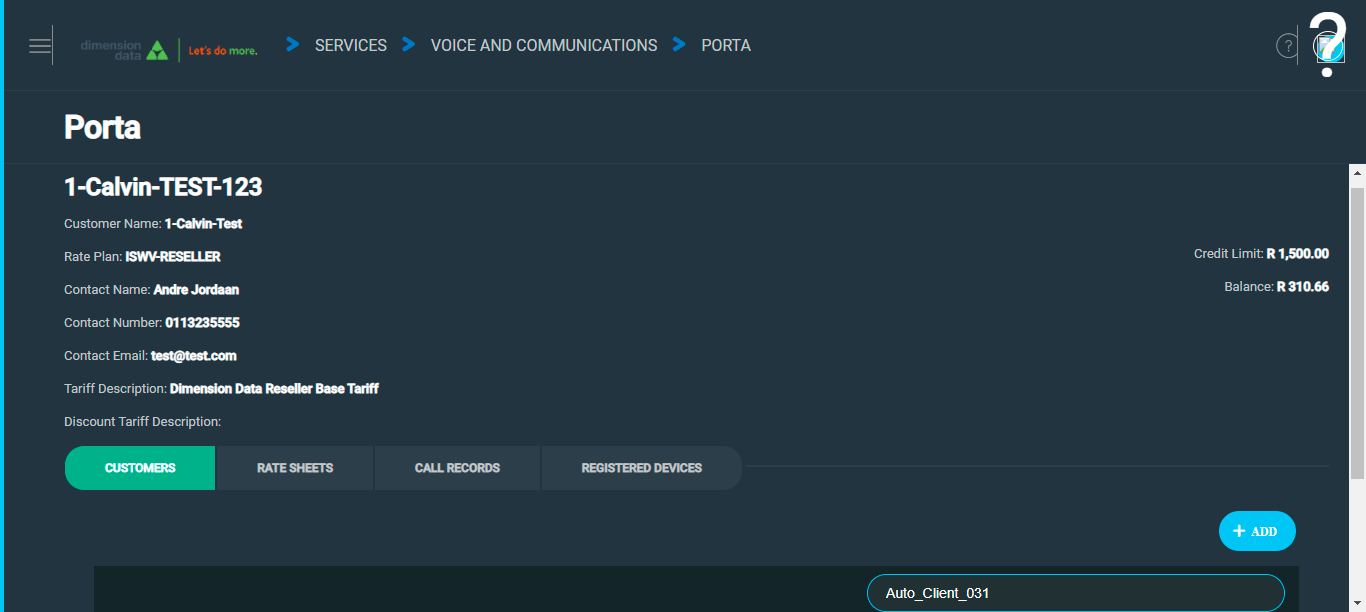 dimension
data
Let's do more.
SERVICES
VOICE AND COMMUNICATIONS
PORTA
?
?
Porta
1-Calvin-TEST-123
Customer Name: 1-Calvin-Test
Rate Plan: ISWV-RESELLER
Credit Limit: R 1,500.00
Contact Name: Andre Jordaan
Balance: R 310.66
Contact Number: 0113235555
Contact Email: test@test.com
Tariff Description: Dimension Data Reseller Base Tariff
Discount Tariff Description:
CUSTOMERS
RATE SHEETS
CALL RECORDS
REGISTERED DEVICES
+ ADD
Auto_Client_031